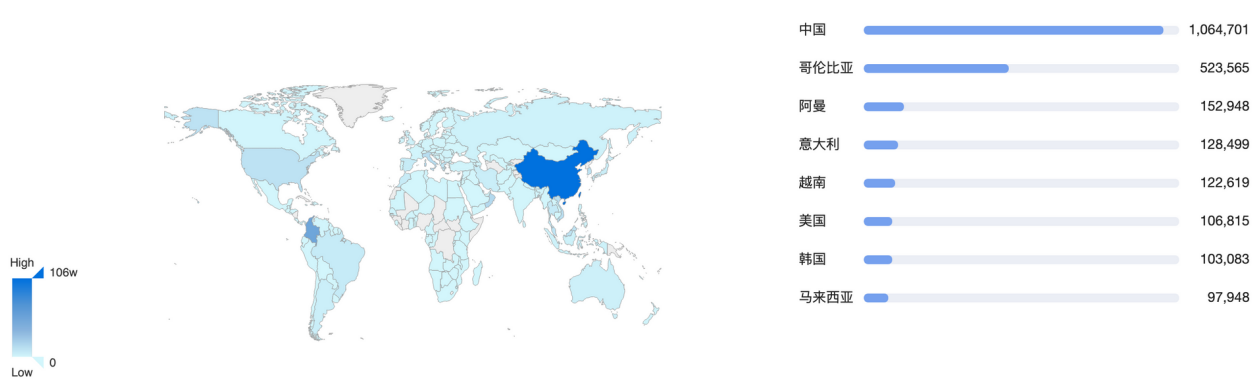 中国 1,064,701
哥伦比亚 523,565
阿曼 152,948
意大利 128,499
越南 122,619
美国 106,815
韩国 103,083
马来西亚 97,948
High
106w
0
Low